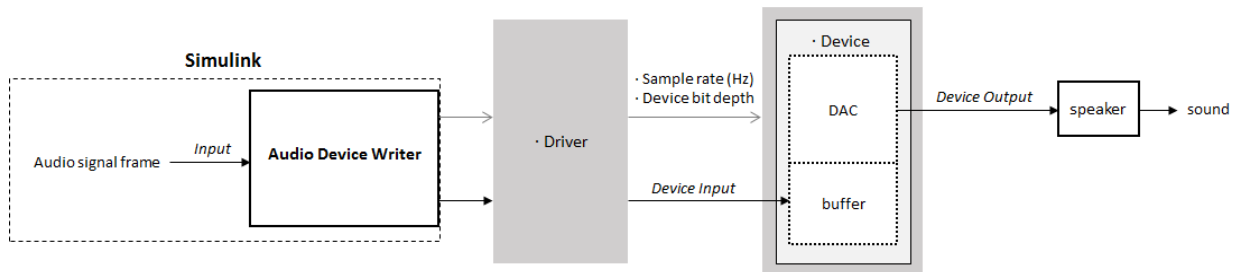 Simulink
Audio signal frame
Input
Audio Device Writer
· Driver
· Sample rate (Hz)
· Device bit depth
Device Input
· Device
DAC
buffer
Device Output
speaker
sound